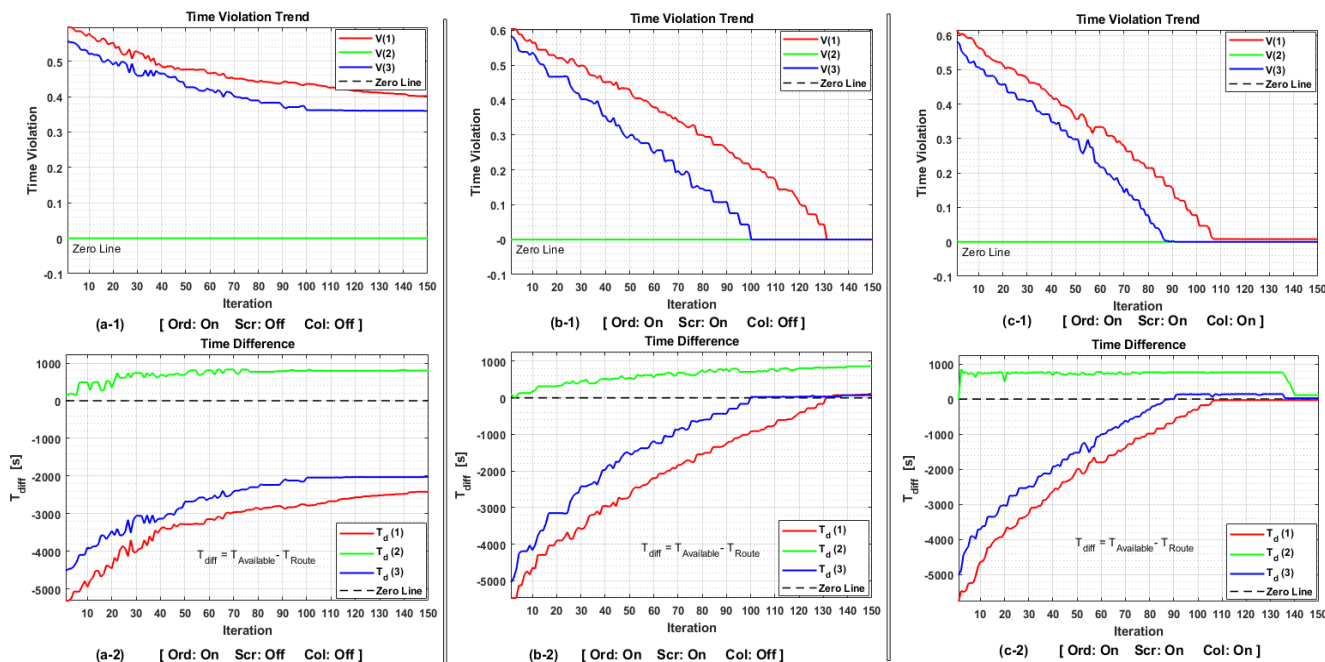 Time Violation Trend
Time Violation
0.5
0.4
0.3
0.2
0.1
0
-0.1
V(1)
V(2)
V(3)
Zero Line
Zero Line
10 20 30 40 50 60 70 80 90 100 110 120 130 140 150
Iteration
(a-1) [ Ord: On Scr: Off Col: Off ]
Time Violation Trend
Time Violation
0.6
0.5
0.4
0.3
0.2
0.1
-0
-0.1
V(1)
V(2)
V(3)
Zero Line
Zero Line
10 20 30 40 50 60 70 80 90 100 110 120 130 140 150
Iteration
(b-1) [ Ord: On Scr: On Col: Off ]
Time Violation Trend
Time Violation
0.6
0.5
0.4
0.3
0.2
0.1
0
-0.1
V(1)
V(2)
V(3)
Zero Line
Zero Line
10 20 30 40 50 60 70 80 90 100 110 120 130 140 150
Iteration
(c-1) [ Ord: On Scr: On Col: On ]
Time Difference
T_diff [s]
1000
0
-1000
-2000
-3000
-4000
-5000
T_diff = T_Available - T_Route
T_d (1)
T_d (2)
T_d (3)
Zero Line
10 20 30 40 50 60 70 80 90 100 110 120 130 140 150
Iteration
(a-2) [ Ord: On Scr: Off Col: Off ]
Time Difference
T_diff [s]
1000
0
-1000
-2000
-3000
-4000
-5000
T_diff = T_Available - T_Route
T_d (1)
T_d (2)
T_d (3)
Zero Line
10 20 30 40 50 60 70 80 90 100 110 120 130 140 150
Iteration
(b-2) [ Ord: On Scr: On Col: Off ]
Time Difference
T_diff [s]
1000
0
-1000
-2000
-3000
-4000
-5000
T_diff = T_Available - T_Route
T_d (1)
T_d (2)
T_d (3)
Zero Line
10 20 30 40 50 60 70 80 90 100 110 120 130 140 150
Iteration
(c-2) [ Ord: On Scr: On Col: On ]